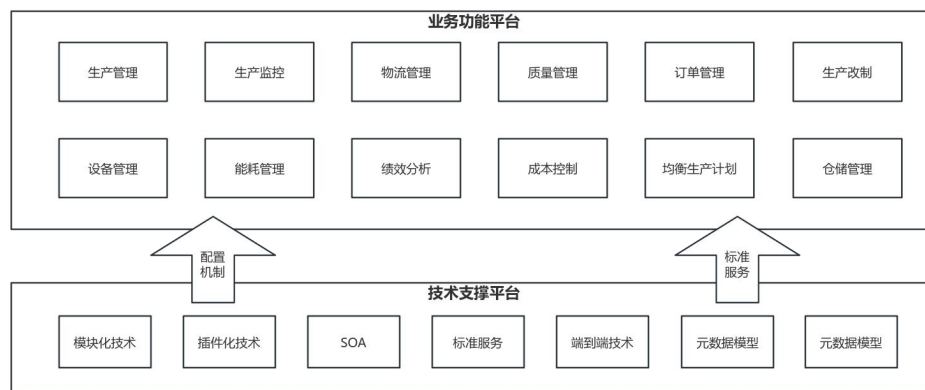 业务功能平台
生产管理
生产监控
物流管理
质量管理
订单管理
生产改制
设备管理
能耗管理
绩效分析
成本控制
均衡生产计划
仓储管理
配置
机制
标准
服务
技术支撑平台
模块化技术
插件化技术
SOA
标准服务
端到端技术
元数据模型
元数据模型